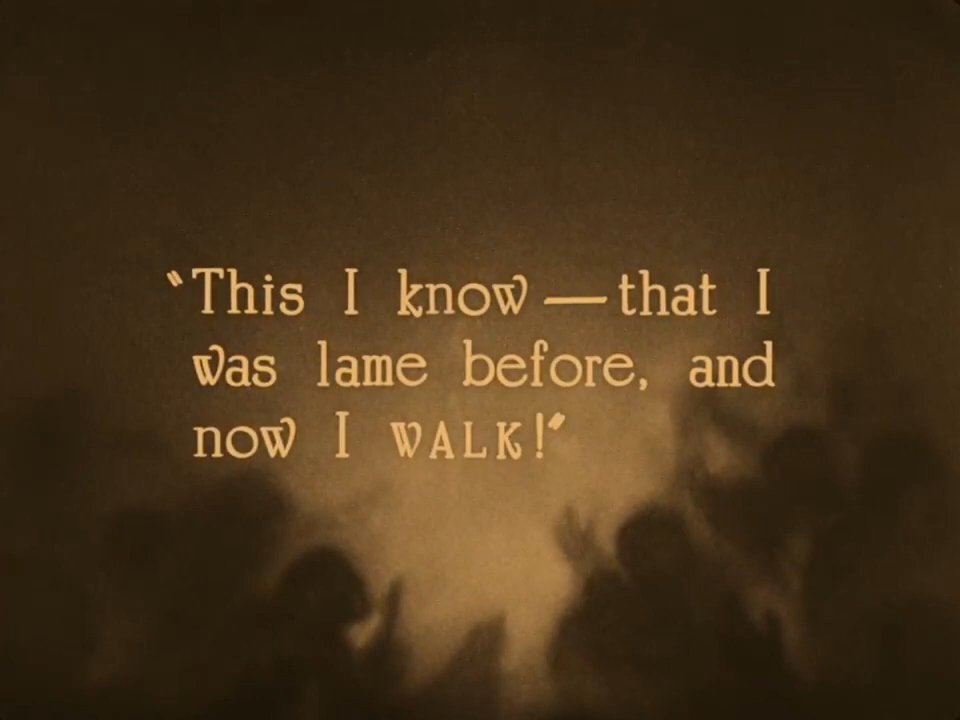 "This I know — that I
was lame before, and
now I WALK!"